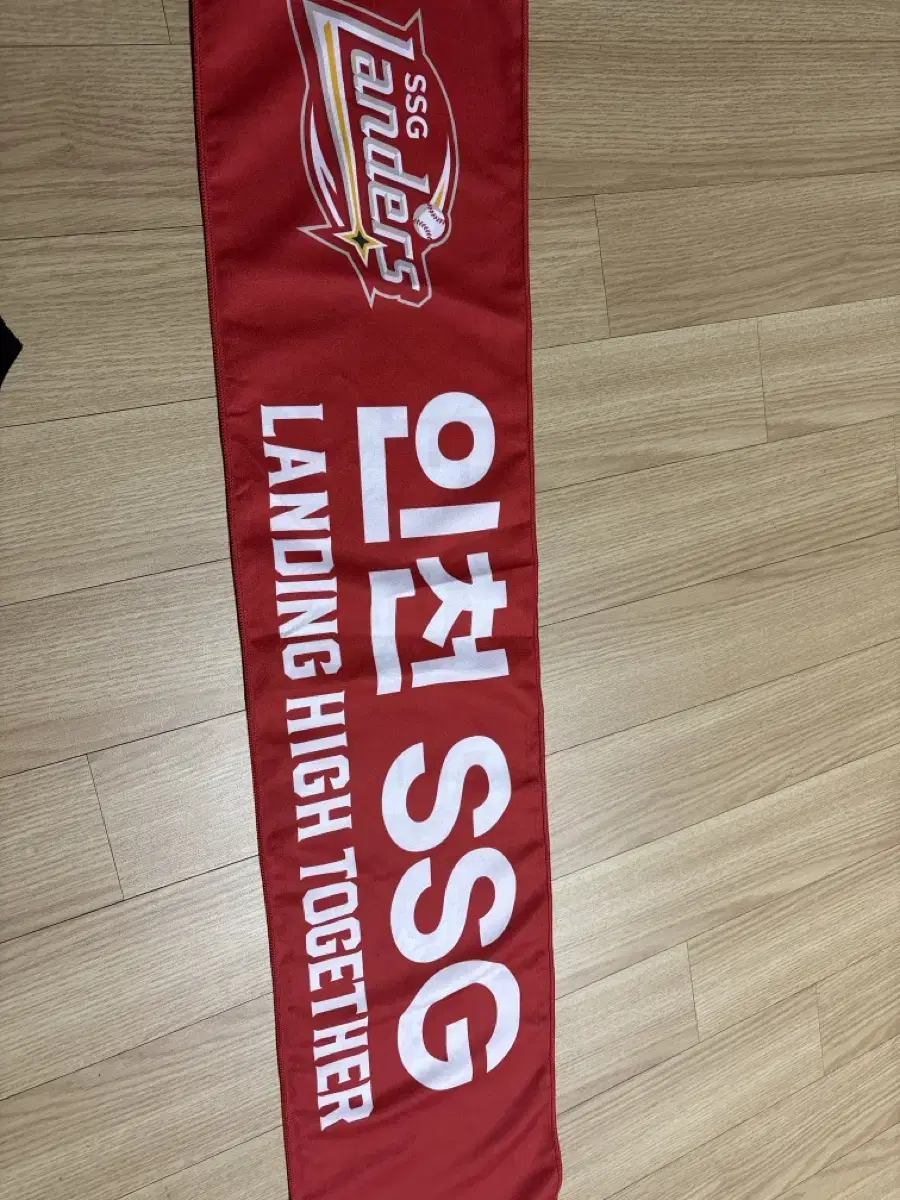 SSG
Landers
인천 SSG
LANDING HIGH TOGETHER